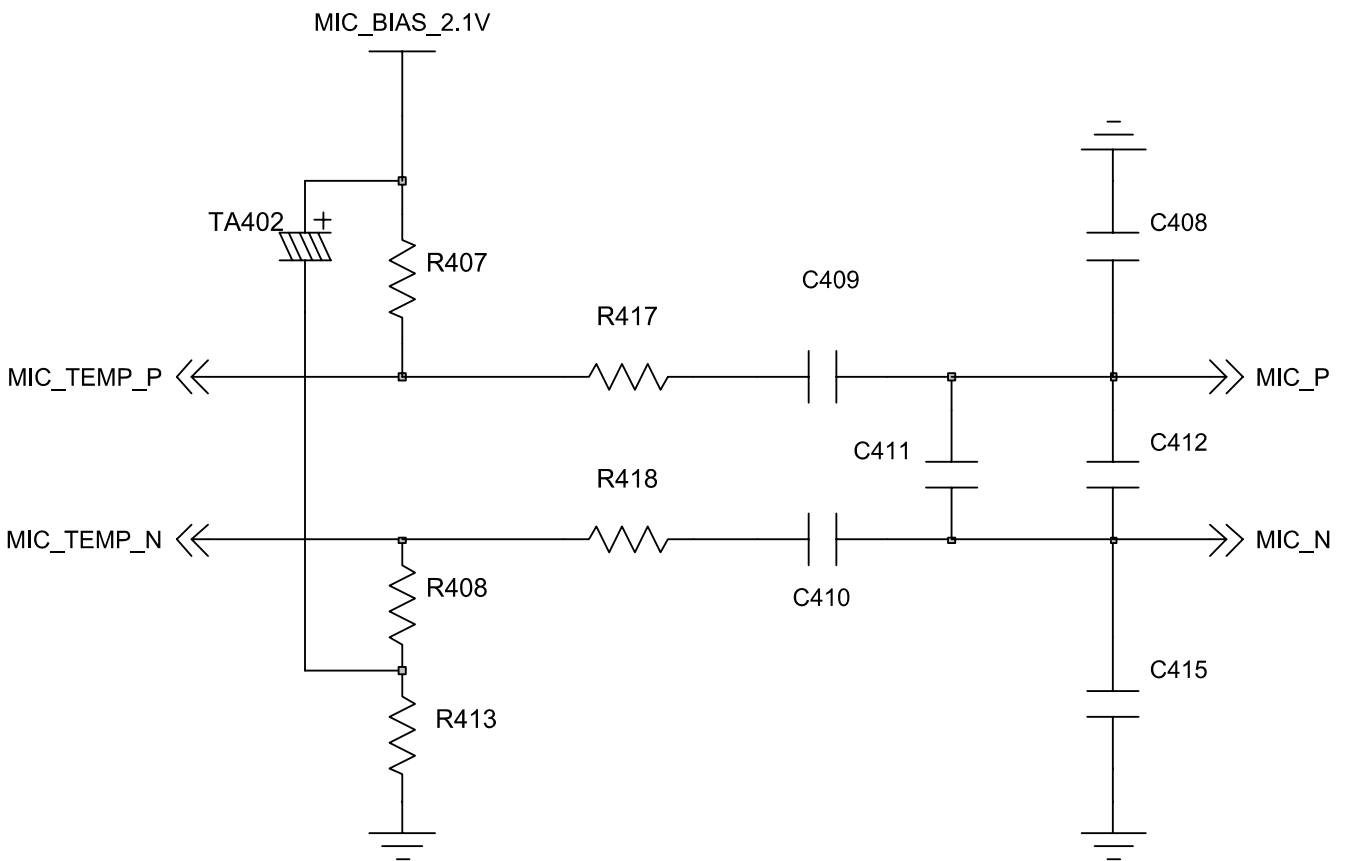 MIC_BIAS_2.1V
TA402
+
R407
C408
C409
R417
MIC_TEMP_P
MIC_P
C411
C412
R418
MIC_TEMP_N
MIC_N
R408
C410
C415
R413